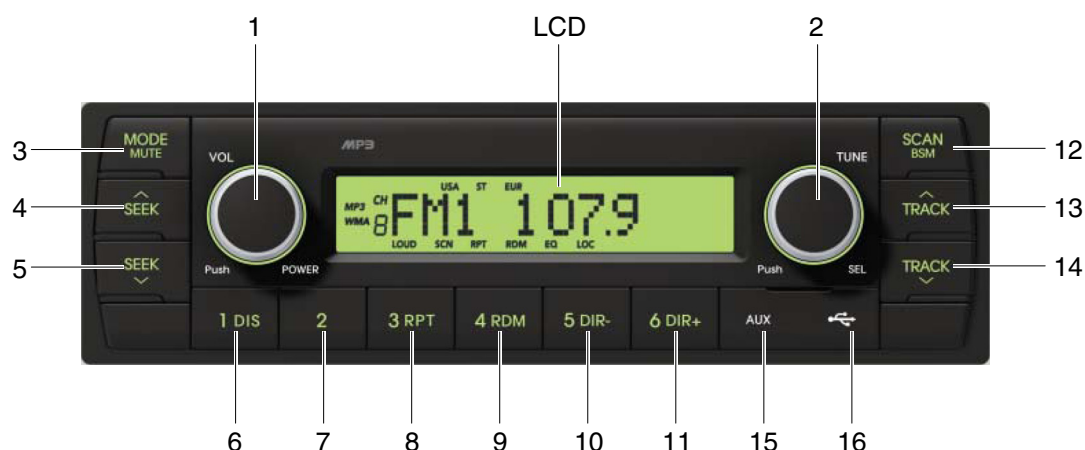 1 LCD 2
3 MODE MUTE
VOL MP3 TUNE
SCAN BSM 12
4 SEEK
USA ST EUR
MP3 CH
WMA 8 FM1 107.9
LOUD SCN RPT RDM EQ LOC
TRACK 13
5 SEEK
Push POWER
Push SEL
TRACK 14
1 DIS 2 3 RPT 4 RDM 5 DIR- 6 DIR+ AUX
6 7 8 9 10 11 15 16